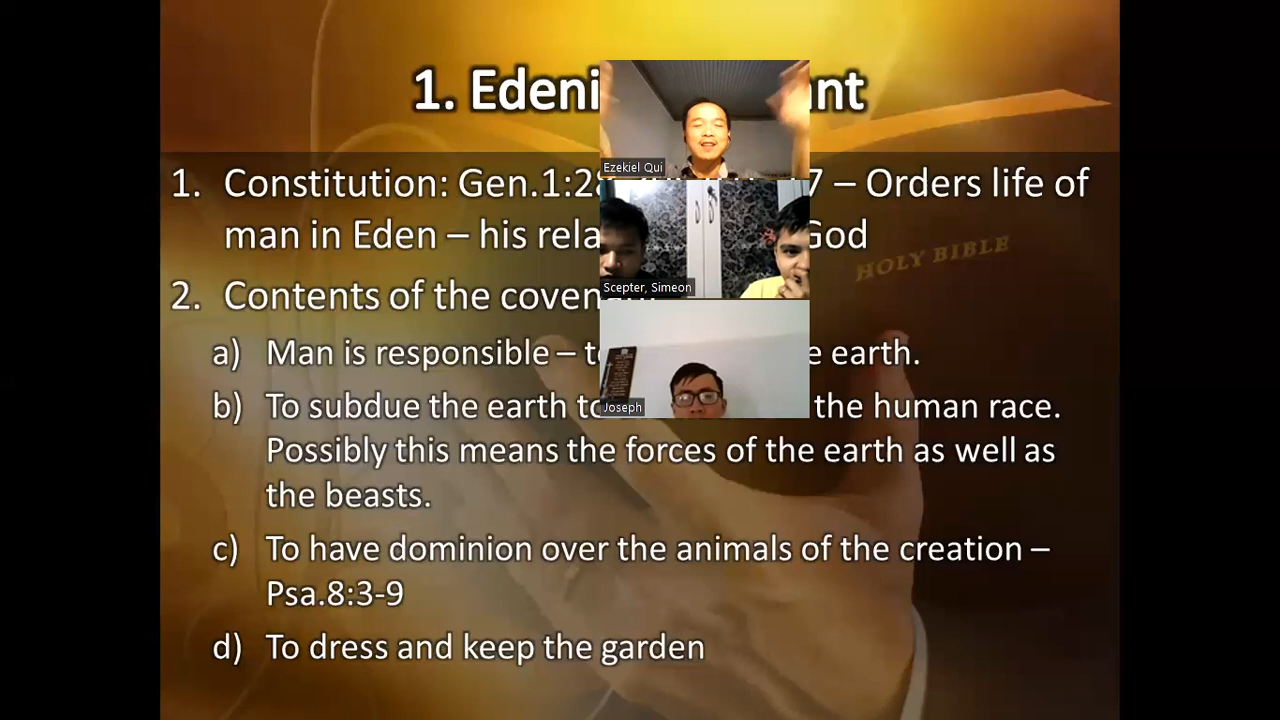 1. Edeni nt
Ezekiel Qui
1. Constitution: Gen.1:28 7 – Orders life of
man in Eden – his rela God
HOLY BIBLE
2. Contents of the covenant
Scepter, Simeon
a) Man is responsible – t e earth.
b) To subdue the earth to the human race.
Joseph
Possibly this means the forces of the earth as well as
the beasts.
c) To have dominion over the animals of the creation –
Psa.8:3-9
d) To dress and keep the garden